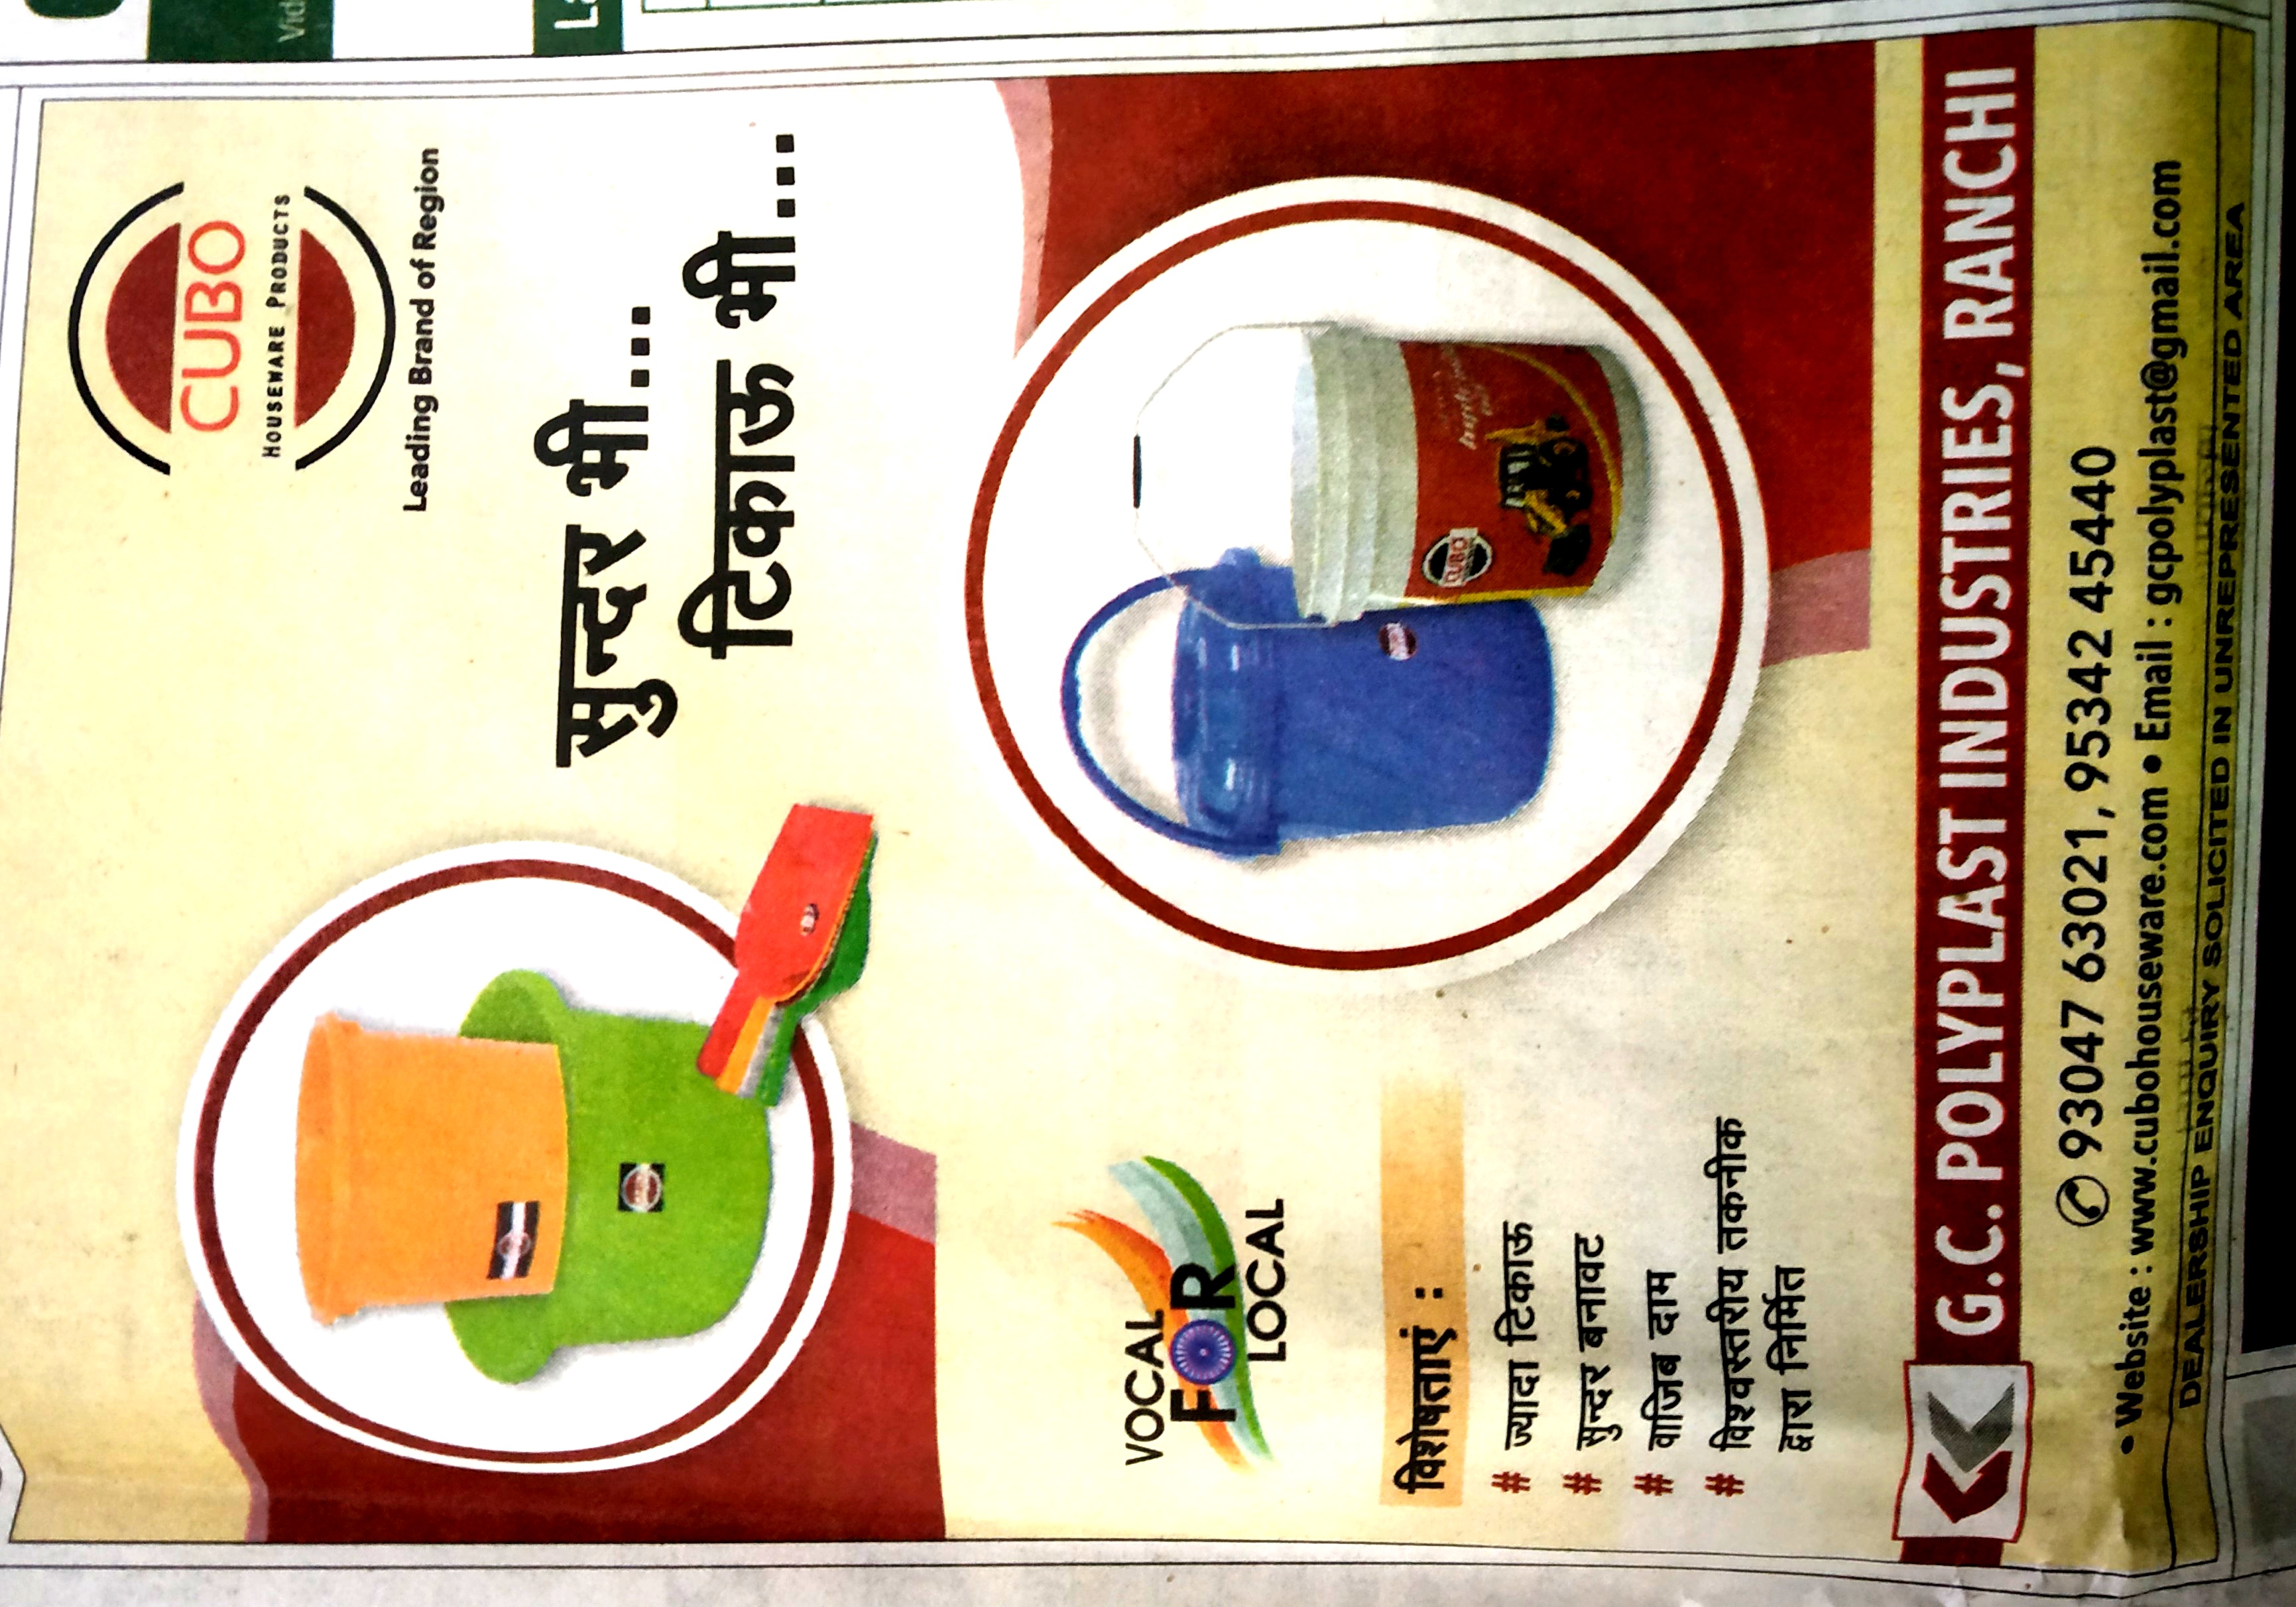 CUBO
HOUSEWARE PRODUCTS
Leading Brand of Region
सुन्दर भी...
टिकाऊ भी...
VOCAL
FOR
LOCAL
विशेषताएं :
# ज्यादा टिकाऊ
# सुन्दर बनावट
# वाजिब दाम
# विश्वस्तरीय तकनीक
द्वारा निर्मित
CUBO
G.C. POLYPLAST INDUSTRIES, RANCHI
✆ 93047 63021, 95342 45440
• Website : www.cubohouseware.com • Email : gcpolyplast@gmail.com
DEALERSHIP ENQUIRY SOLICITED IN UNREPRESENTED AREA